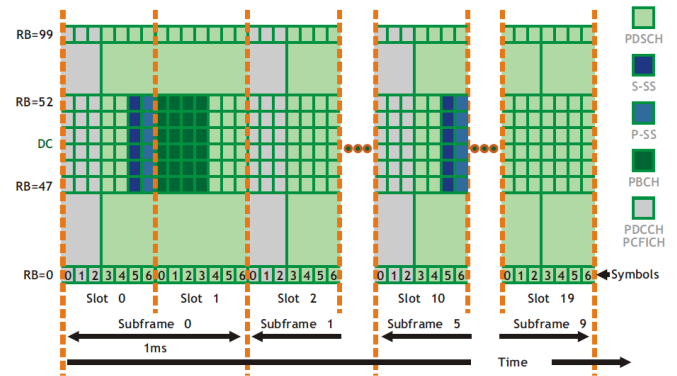 RB=99
PDSCH
S-SS
RB=52
P-SS
DC
PBCH
RB=47
PDCCH
PCFICH
RB=0 0 1 2 3 4 5 6 0 1 2 3 4 5 6 0 1 2 3 4 5 6 0 1 2 3 4 5 6 0 1 2 3 4 5 6 Symbols
Slot 0 Slot 1 Slot 2 Slot 10 Slot 19
Subframe 0 Subframe 1 Subframe 5 Subframe 9
1ms
Time